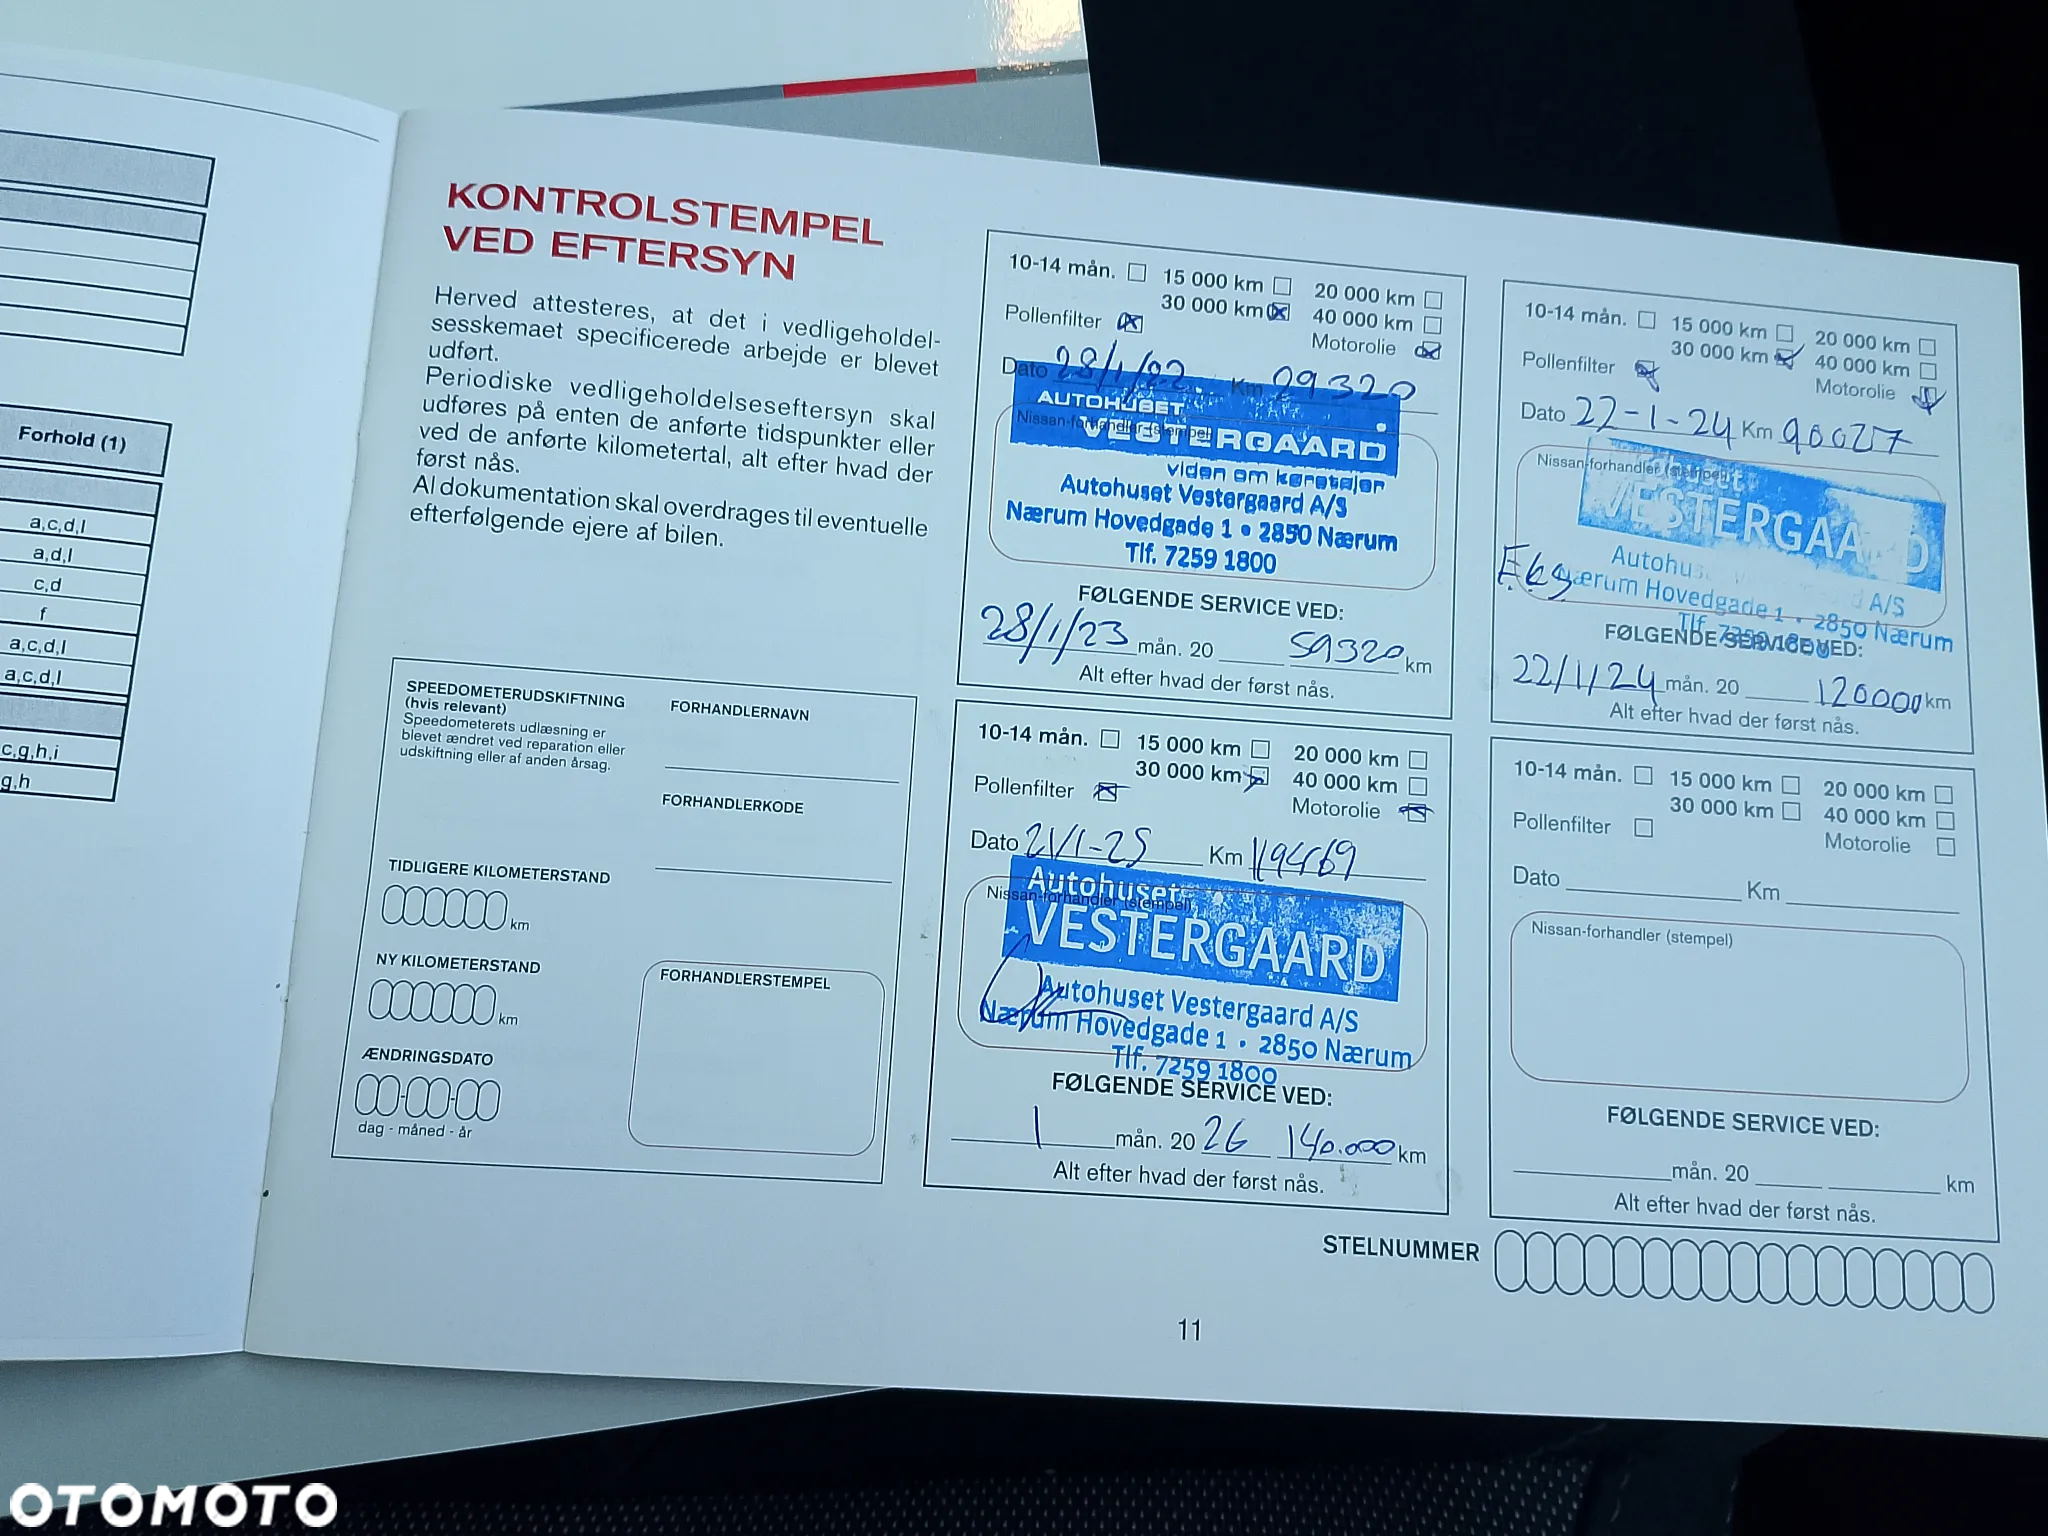 Forhold (1)
a,c,d,l
a,d,l
c,d
f
a,c,d,l
a,c,d,l
c,g,h,i
g,h
KONTROLSTEMPEL
VED EFTERSYN
Herved attesteres, at det i vedligeholdel-
sesskemaet specificerede arbejde er blevet
udført.
Periodiske vedligeholdelseseftersyn skal
udføres på enten de anførte tidspunkter eller
ved de anførte kilometertal, alt efter hvad der
først nås.
Al dokumentation skal overdrages til eventuelle
efterfølgende ejere af bilen.
SPEEDOMETERUDSKIFTNING
(hvis relevant)
Speedometerets udlæsning er
blevet ændret ved reparation eller
udskiftning eller af anden årsag.
FORHANDLERNAVN
FORHANDLERKODE
TIDLIGERE KILOMETERSTAND
km
NY KILOMETERSTAND
km
ÆNDRINGSDATO
dag - måned - år
FORHANDLERSTEMPEL
10-14 mån. 15 000 km 20 000 km
30 000 km 40 000 km
Pollenfilter Motorolie
Dato 28/1/22 Km 29320
Nissan-forhandler (stempel)
AUTOHUSET
VESTERGAARD
viden om køretøjer
Autohuset Vestergaard A/S
Nærum Hovedgade 1 • 2850 Nærum
Tlf. 7259 1800
FØLGENDE SERVICE VED:
28/1/23 mån. 20 59320 km
Alt efter hvad der først nås.
10-14 mån. 15 000 km 20 000 km
30 000 km 40 000 km
Pollenfilter Motorolie
Dato 22-1-24 Km 90027
Nissan-forhandler (stempel)
VESTERGAARD
A/S
Nærum Hovedgade 1 • 2850 Nærum
Tlf. 7259 1800
FØLGENDE SERVICE VED:
22/1/24 mån. 20 120000 km
Alt efter hvad der først nås.
10-14 mån. 15 000 km 20 000 km
30 000 km 40 000 km
Pollenfilter Motorolie
Dato 21/1-25 Km
Nissan-forhandler (stempel)
Autohuset
VESTERGAARD
Autohuset Vestergaard A/S
Nærum Hovedgade 1 • 2850 Nærum
Tlf. 7259 1800
FØLGENDE SERVICE VED:
1 mån. 20 26 140.000 km
Alt efter hvad der først nås.
10-14 mån. 15 000 km 20 000 km
30 000 km 40 000 km
Pollenfilter Motorolie
Dato Km
Nissan-forhandler (stempel)
FØLGENDE SERVICE VED:
mån. 20 km
Alt efter hvad der først nås.
STELNUMMER
11
OTOMOTO